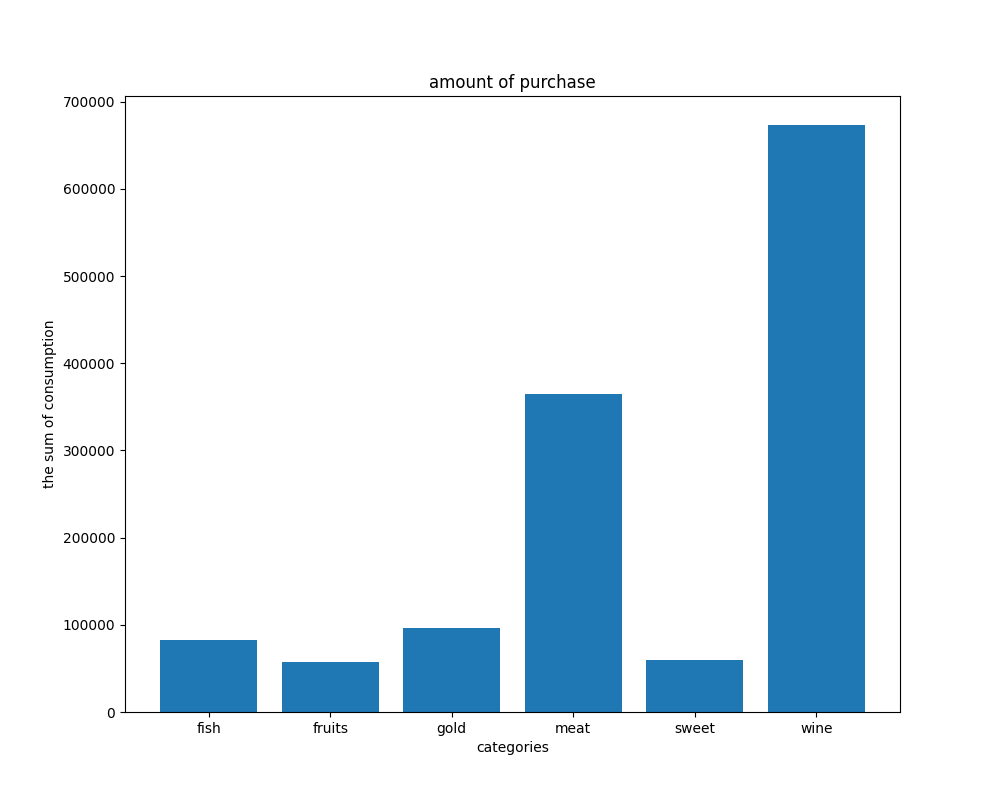 amount of purchase
700000
600000
500000
400000
300000
200000
100000
0
the sum of consumption
fish fruits gold meat sweet wine
categories